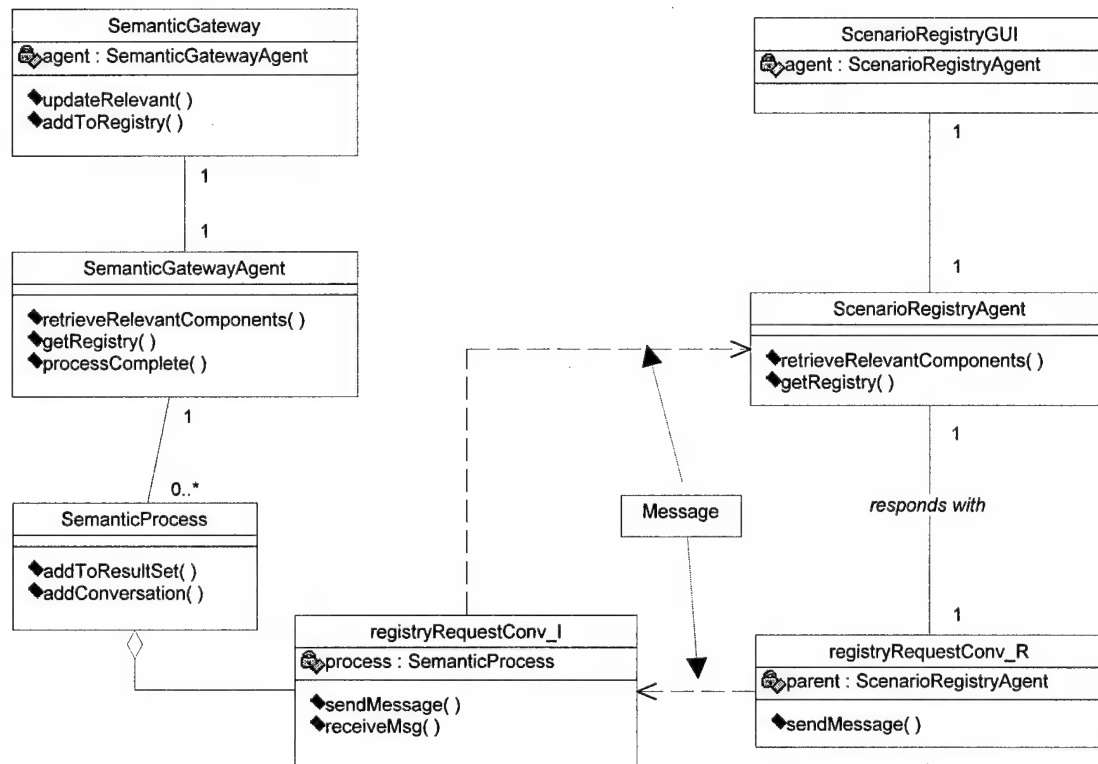 SemanticGateway
agent : SemanticGatewayAgent
updateRelevant( )
addToRegistry( )
1
1
SemanticGatewayAgent
retrieveRelevantComponents( )
getRegistry( )
processComplete( )
1
0..*
SemanticProcess
addToResultSet( )
addConversation( )
registryRequestConv_I
process : SemanticProcess
sendMessage( )
receiveMsg( )
Message
ScenarioRegistryGUI
agent : ScenarioRegistryAgent
1
1
ScenarioRegistryAgent
retrieveRelevantComponents( )
getRegistry( )
1
responds with
1
registryRequestConv_R
parent : ScenarioRegistryAgent
sendMessage( )